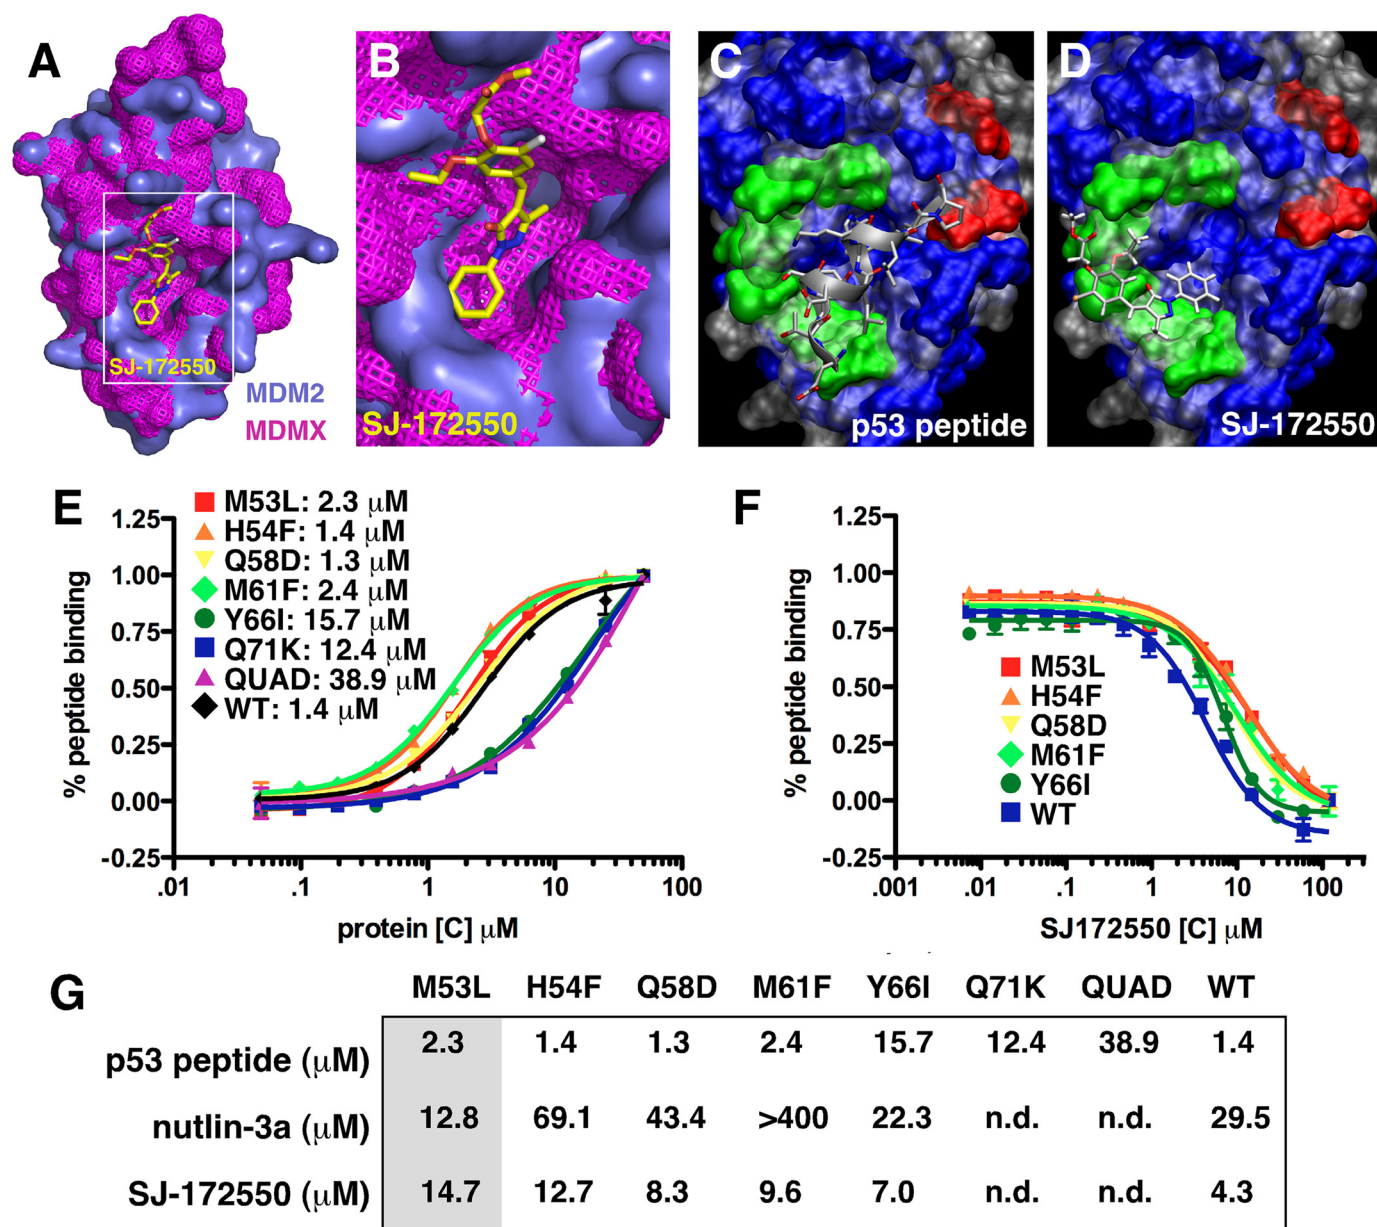 A
SJ-172550
MDM2
MDMX
B
SJ-172550
C
p53 peptide
D
SJ-172550
E
M53L: 2.3 μM
H54F: 1.4 μM
Q58D: 1.3 μM
M61F: 2.4 μM
Y66I: 15.7 μM
Q71K: 12.4 μM
QUAD: 38.9 μM
WT: 1.4 μM
% peptide binding
1.25
1.00
0.75
0.50
0.25
0.00
-0.25
.01 .1 1 10 100
protein [C] μM
F
% peptide binding
1.25
1.00
0.75
0.50
0.25
0.00
-0.25
M53L
H54F
Q58D
M61F
Y66I
WT
.001 .01 .1 1 10 100
SJ172550 [C] μM
G
M53L H54F Q58D M61F Y66I Q71K QUAD WT
p53 peptide (μM) 2.3 1.4 1.3 2.4 15.7 12.4 38.9 1.4
nutlin-3a (μM) 12.8 69.1 43.4 >400 22.3 n.d. n.d. 29.5
SJ-172550 (μM) 14.7 12.7 8.3 9.6 7.0 n.d. n.d. 4.3